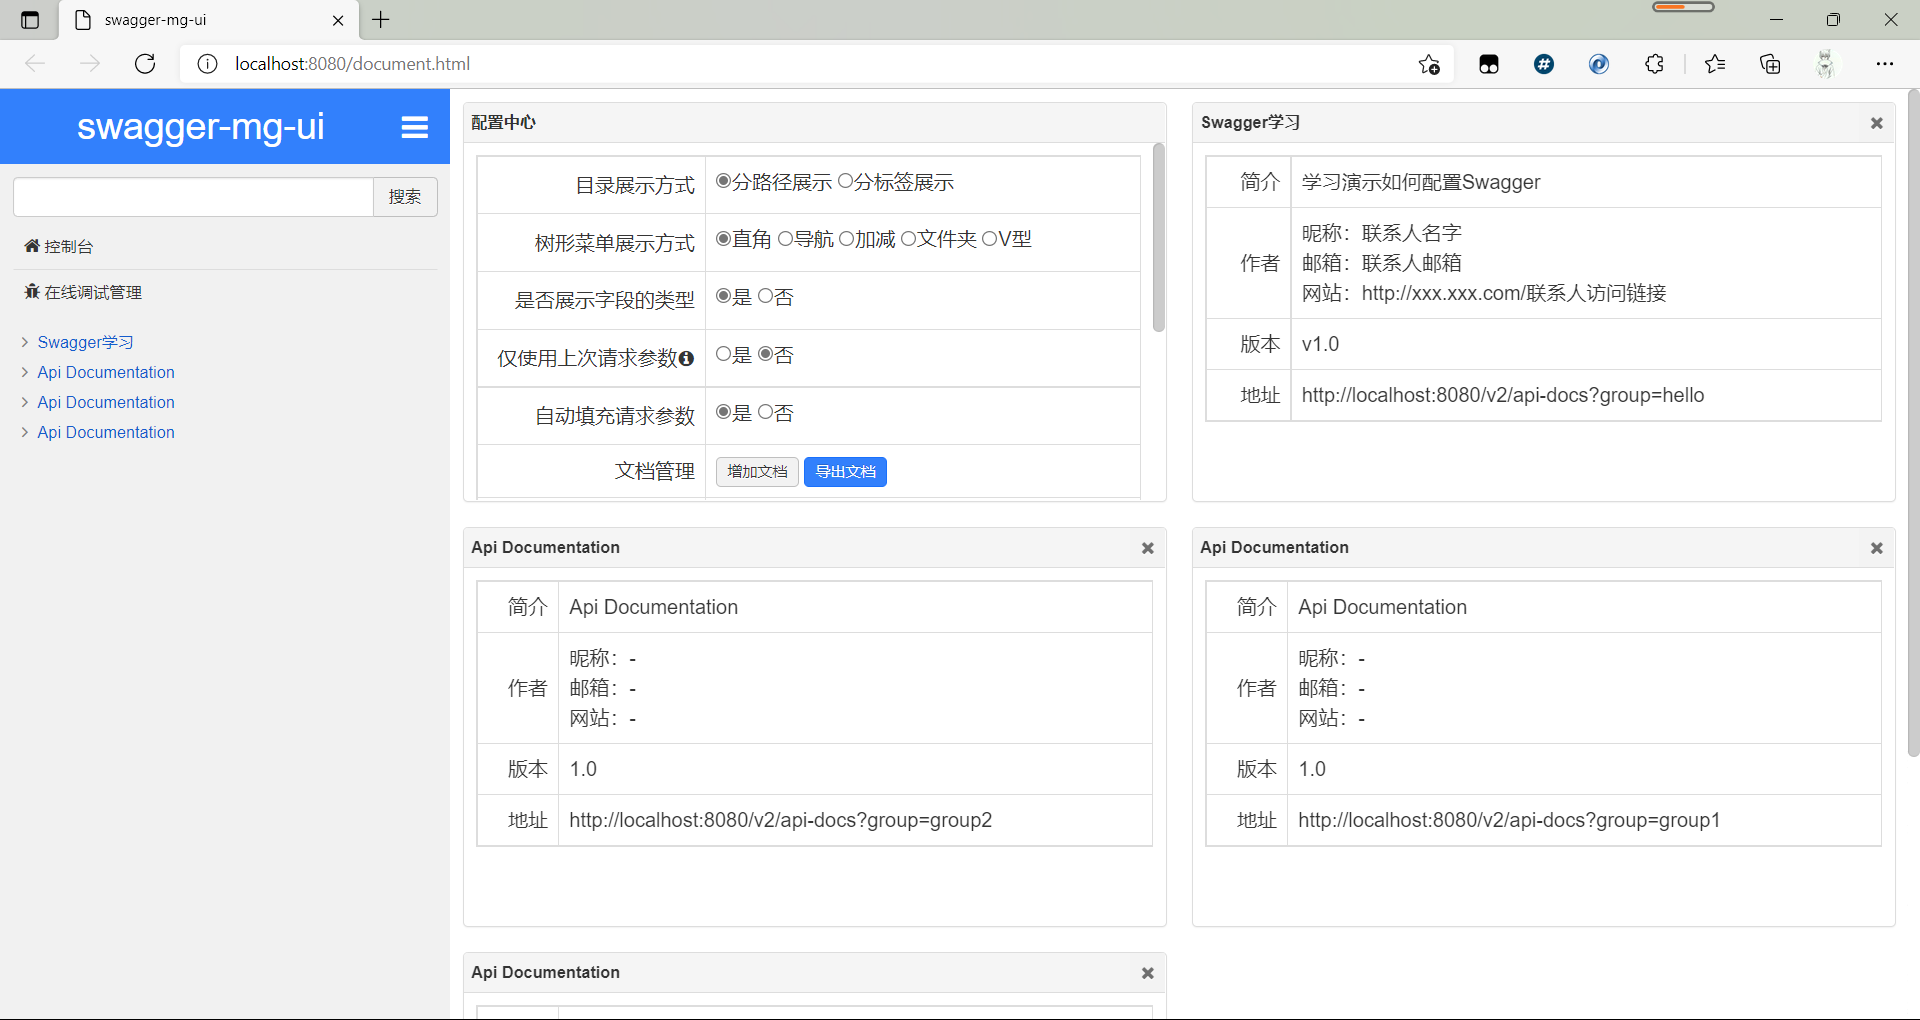 swagger-mg-ui
localhost:8080/document.html
swagger-mg-ui
搜索
控制台
在线调试管理
Swagger学习
Api Documentation
Api Documentation
Api Documentation
配置中心
目录展示方式 分路径展示 分标签展示
树形菜单展示方式 直角 导航 加减 文件夹 V型
是否展示字段的类型 是 否
仅使用上次请求参数 是 否
自动填充请求参数 是 否
文档管理 增加文档 导出文档
Swagger学习
简介 学习演示如何配置Swagger
作者
昵称：联系人名字
邮箱：联系人邮箱
网站：http://xxx.xxx.com/联系人访问链接
版本 v1.0
地址 http://localhost:8080/v2/api-docs?group=hello
Api Documentation
简介 Api Documentation
作者
昵称：-
邮箱：-
网站：-
版本 1.0
地址 http://localhost:8080/v2/api-docs?group=group2
Api Documentation
简介 Api Documentation
作者
昵称：-
邮箱：-
网站：-
版本 1.0
地址 http://localhost:8080/v2/api-docs?group=group1
Api Documentation